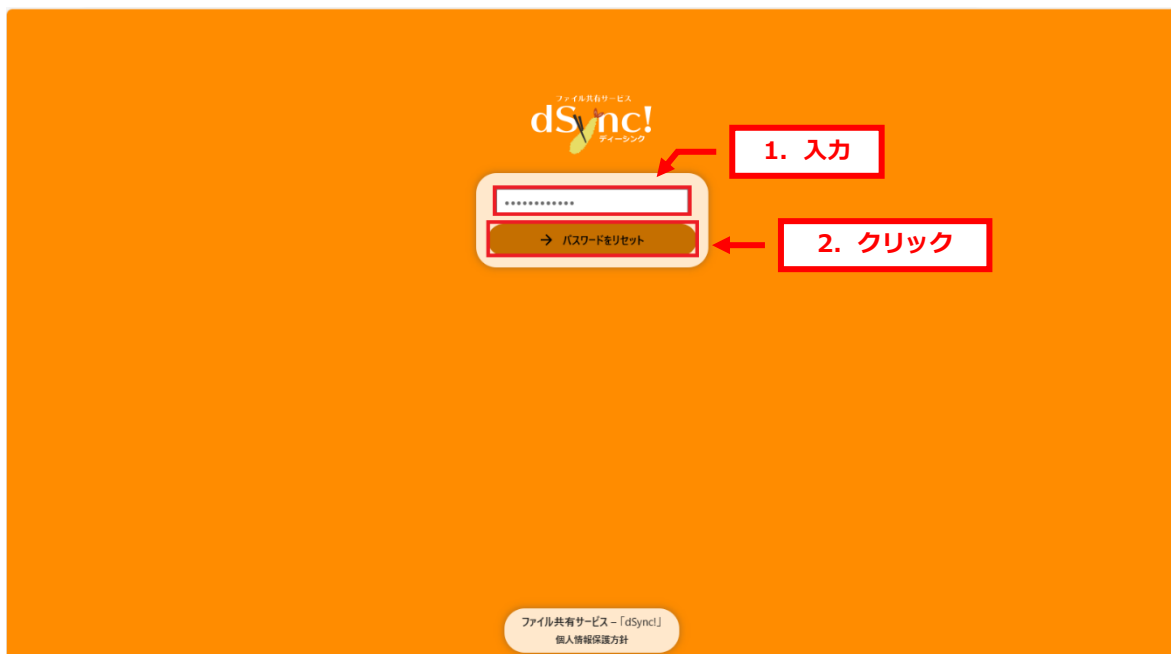 ファイル共有サービス
dSync!
ディーシンク
1. 入力
••••••••••••
→ パスワードをリセット
2. クリック
ファイル共有サービス – 「dSync!」
個人情報保護方針